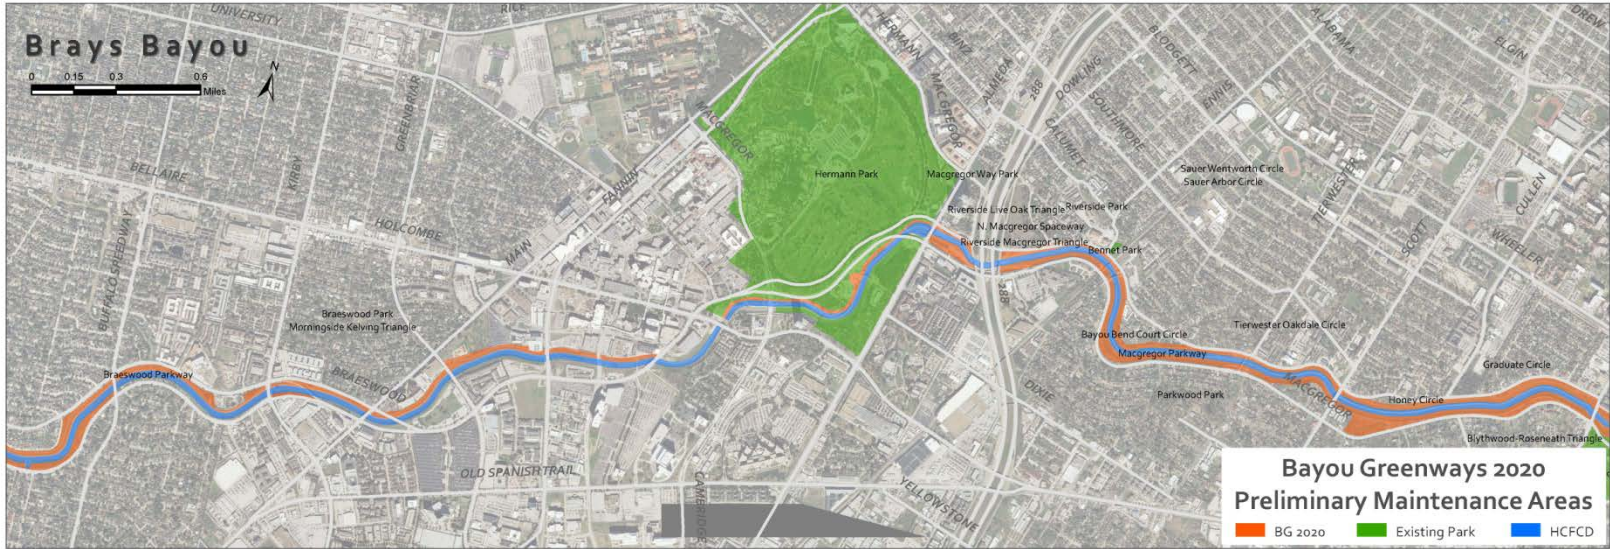 Brays Bayou
0 0.15 0.3 0.6
Miles
N
UNIVERSITY
RICE
HERMANN
BINZ
ALMEDA
288
DOWLING
BLODGETT
ALABAMA
ELGIN
DREW
GREENBRIAR
MACGREGOR
MAC GREGOR
SOUTHMORE
ENNIS
CALUMET
BELLAIRE
KIRBY
FANNIN
Hermann Park
Macgregor Way Park
Sauer Wentworth Circle
Sauer Arbor Circle
TIERWESTER
CULLEN
BUFFALO SPEEDWAY
HOLCOMBE
MAIN
Riverside Live Oak Triangle
Riverside Park
N. Macgregor Spaceway
Riverside Macgregor Triangle
Bennet Park
SCOTT
WHEELER
288
Braeswood Park
Morningside Kelving Triangle
Bayou Bend Court Circle
Tierwester Oakdale Circle
Macgregor Parkway
Braeswood Parkway
BRAESWOOD
DIXIE
Parkwood Park
MACGREGOR
Graduate Circle
Honey Circle
Blythwood-Roseneath Triangle
OLD SPANISH TRAIL
CAMBRIDGE
YELLOWSTONE
Bayou Greenways 2020
Preliminary Maintenance Areas
BG 2020 Existing Park HCFCD